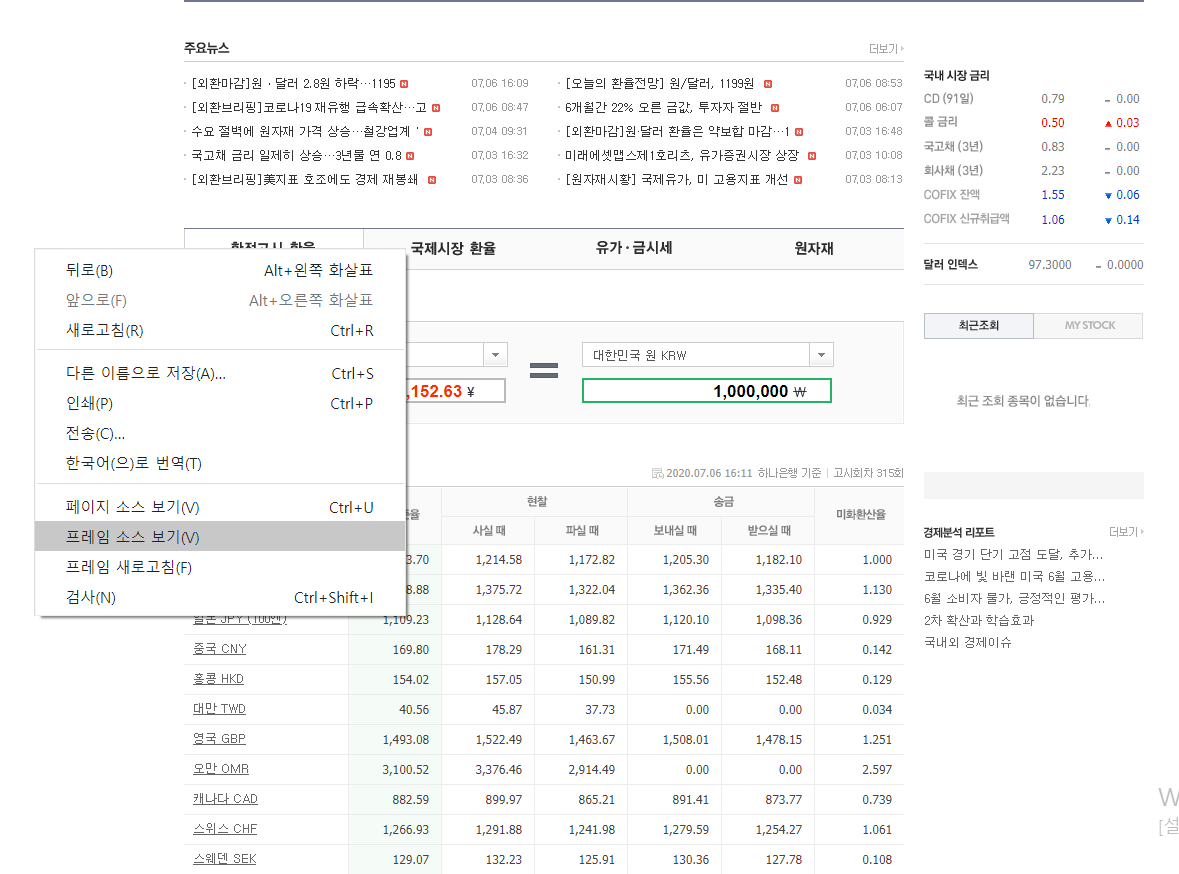 주요뉴스 더보기
[외환마감]원ㆍ달러 2.8원 하락…1195 07.06 16:09
[외환브리핑]코로나19 재유행 급속확산…고 07.06 08:47
수요 절벽에 원자재 가격 상승…철강업계 ' 07.04 09:31
국고채 금리 일제히 상승…3년물 연 0.8 07.03 16:32
[외환브리핑]美지표 호조에도 경제 재봉쇄 07.03 08:36
[오늘의 환율전망] 원/달러, 1199원 07.06 08:53
6개월간 22% 오른 금값, 투자자 절반 07.06 06:07
[외환마감]원·달러 환율은 약보합 마감…1 07.03 16:48
미래에셋맵스제1호리츠, 유가증권시장 상장 07.03 10:08
[원자재시황] 국제유가, 미 고용지표 개선 07.03 08:13
국내 시장 금리
CD (91일) 0.79 0.00
콜 금리 0.50 ▲ 0.03
국고채 (3년) 0.83 0.00
회사채 (3년) 2.23 0.00
COFIX 잔액 1.55 ▼ 0.06
COFIX 신규취급액 1.06 ▼ 0.14
달러 인덱스 97.3000 0.0000
최근조회 MY STOCK
최근 조회 종목이 없습니다.
경제분석 리포트 더보기
미국 경기 단기 고점 도달, 추가...
코로나에 빛 바랜 미국 6월 고용...
6월 소비자 물가, 긍정적인 평가...
2차 확산과 학습효과
국내외 경제이슈
환전고시 환율 국제시장 환율 유가·금시세 원자재
뒤로(B) Alt+왼쪽 화살표
앞으로(F) Alt+오른쪽 화살표
새로고침(R) Ctrl+R
다른 이름으로 저장(A)... Ctrl+S
인쇄(P) Ctrl+P
전송(C)...
한국어(으)로 번역(T)
페이지 소스 보기(V) Ctrl+U
프레임 소스 보기(V)
프레임 새로고침(F)
검사(N) Ctrl+Shift+I
대한민국 원 KRW
,152.63 ¥ = 1,000,000 ₩
2020.07.06 16:11 하나은행 기준 고시회차 315회
율 현찰 송금 미화환산율
사실 때 파실 때 보내실 때 받으실 때
3.70 1,214.58 1,172.82 1,205.30 1,182.10 1.000
8.88 1,375.72 1,322.04 1,362.36 1,335.40 1.130
일본 JPY (100엔) 1,109.23 1,128.64 1,089.82 1,120.10 1,098.36 0.929
중국 CNY 169.80 178.29 161.31 171.49 168.11 0.142
홍콩 HKD 154.02 157.05 150.99 155.56 152.48 0.129
대만 TWD 40.56 45.87 37.73 0.00 0.00 0.034
영국 GBP 1,493.08 1,522.49 1,463.67 1,508.01 1,478.15 1.251
오만 OMR 3,100.52 3,376.46 2,914.49 0.00 0.00 2.597
캐나다 CAD 882.59 899.97 865.21 891.41 873.77 0.739
스위스 CHF 1,266.93 1,291.88 1,241.98 1,279.59 1,254.27 1.061
스웨덴 SEK 129.07 132.23 125.91 130.36 127.78 0.108
W
[설